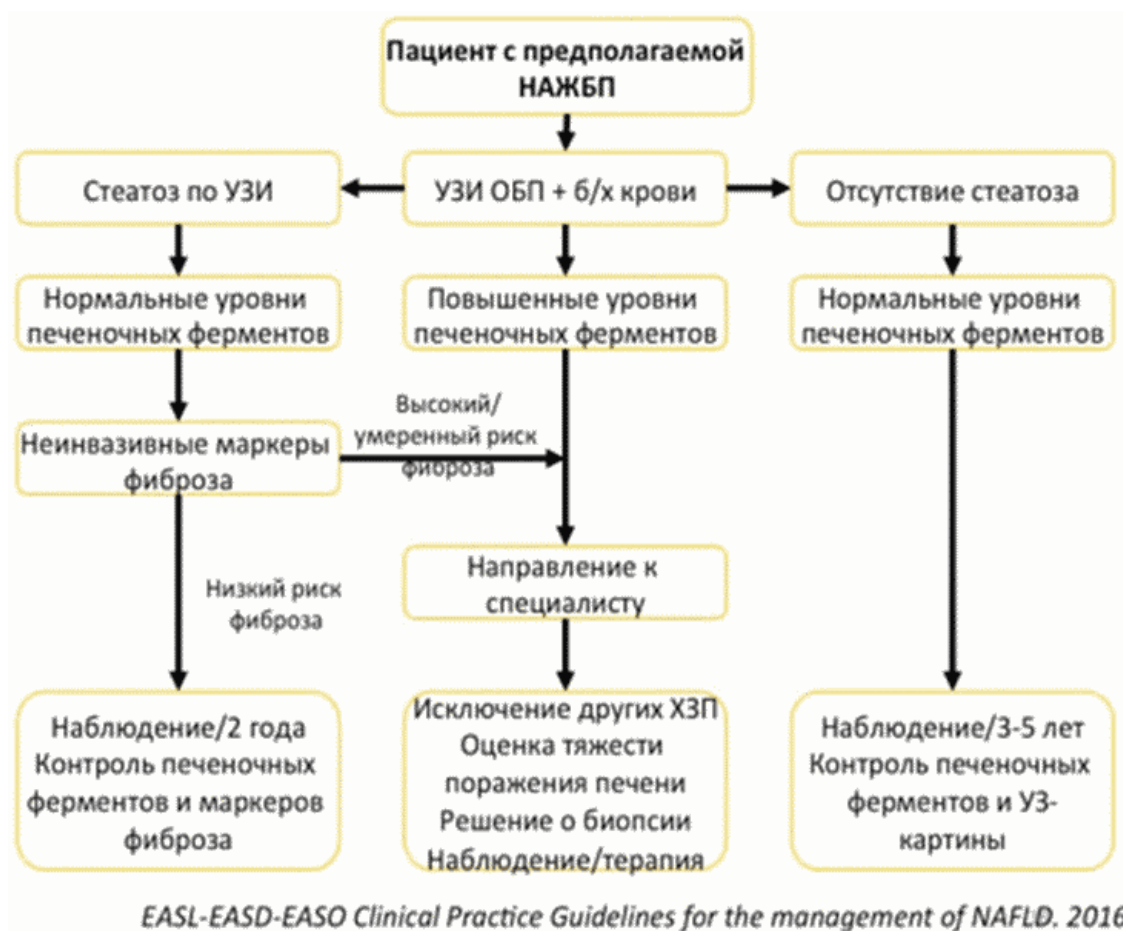 Пациент с предполагаемой
НАЖБП
Стеатоз по УЗИ
УЗИ ОБП + б/х крови
Отсутствие стеатоза
Нормальные уровни
печеночных ферментов
Повышенные уровни
печеночных ферментов
Нормальные уровни
печеночных ферментов
Неинвазивные маркеры
фиброза
Высокий/
умеренный риск
фиброза
Низкий риск
фиброза
Направление к
специалисту
Наблюдение/2 года
Контроль печеночных
ферментов и маркеров
фиброза
Исключение других ХЗП
Оценка тяжести
поражения печени
Решение о биопсии
Наблюдение/терапия
Наблюдение/3-5 лет
Контроль печеночных
ферментов и УЗ-
картины
EASL-EASD-EASO Clinical Practice Guidelines for the management of NAFLD. 2016